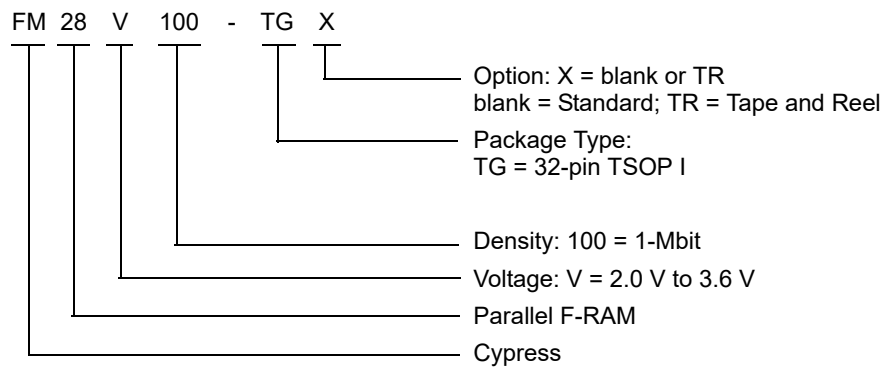 FM 28 V 100 - TG X
Option: X = blank or TR
blank = Standard; TR = Tape and Reel
Package Type:
TG = 32-pin TSOP I
Density: 100 = 1-Mbit
Voltage: V = 2.0 V to 3.6 V
Parallel F-RAM
Cypress